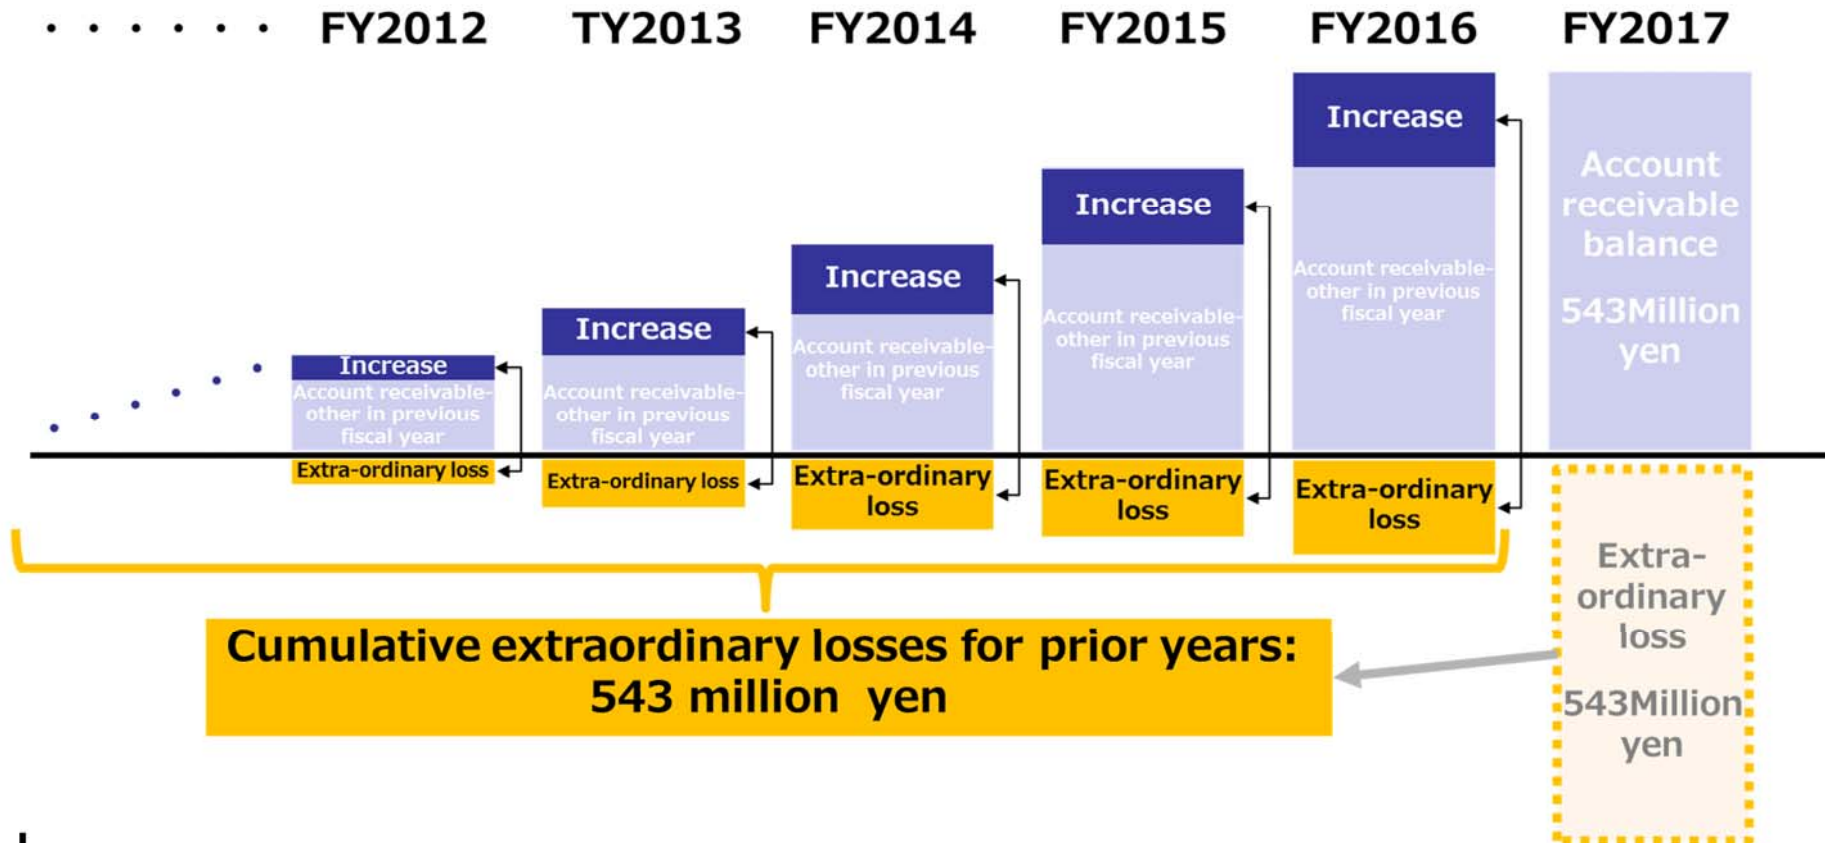 FY2012 TY2013 FY2014 FY2015 FY2016 FY2017
Increase
Account receivable-
other in previous
fiscal year
Extra-ordinary loss
Increase
Account receivable-
other in previous
fiscal year
Extra-ordinary loss
Increase
Account receivable-
other in previous
fiscal year
Extra-ordinary
loss
Increase
Account receivable-
other in previous
fiscal year
Extra-ordinary
loss
Increase
Account receivable-
other in previous
fiscal year
Extra-ordinary
loss
Account
receivable
balance
543Million
yen
Extra-
ordinary
loss
543Million
yen
Cumulative extraordinary losses for prior years:
543 million yen